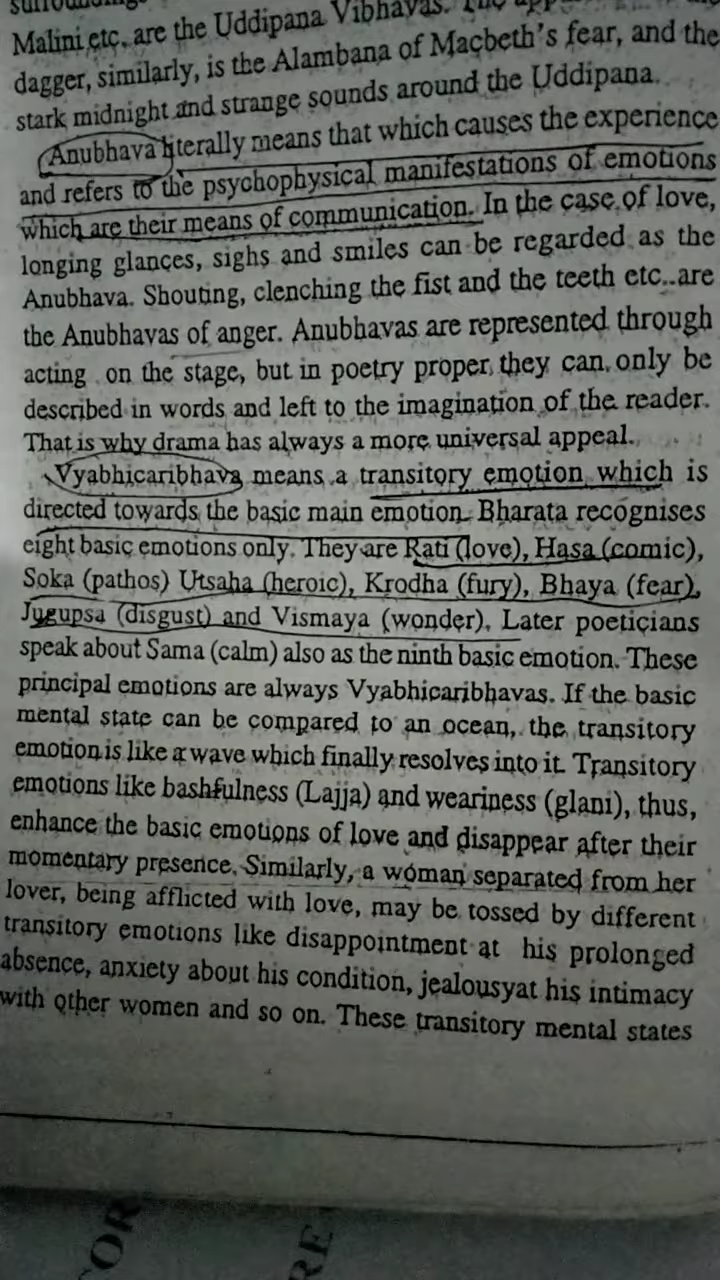 Malini etc. are the Uddipana Vibhavas. The
dagger, similarly, is the Alambana of Macbeth's fear, and the
stark midnight and strange sounds around the Uddipana.
Anubhava literally means that which causes the experience
and refers to the psychophysical manifestations of emotions
which are their means of communication. In the case of love,
longing glances, sighs and smiles can be regarded as the
Anubhava. Shouting, clenching the fist and the teeth etc..are
the Anubhavas of anger. Anubhavas are represented through
acting on the stage, but in poetry proper, they can, only be
described in words and left to the imagination of the reader.
That is why drama has always a more universal appeal.
Vyabhicaribhava means a transitory emotion which is
directed towards the basic main emotion. Bharata recognises
eight basic emotions only. They are Rati (love), Hasa (comic),
Soka (pathos) Utsaha (heroic), Krodha (fury), Bhaya (fear),
Jugupsa (disgust) and Vismaya (wonder). Later poeticians
speak about Sama (calm) also as the ninth basic emotion. These
principal emotions are always Vyabhicaribhavas. If the basic
mental state can be compared to an ocean, the transitory
emotion is like a wave which finally resolves into it. Transitory
emotions like bashfulness (Lajja) and weariness (glani), thus,
enhance the basic emotions of love and disappear after their
momentary presence. Similarly, a woman separated from her
lover, being afflicted with love, may be tossed by different
transitory emotions like disappointment at his prolonged
absence, anxiety about his condition, jealousyat his intimacy
with other women and so on. These transitory mental states
OR
RE